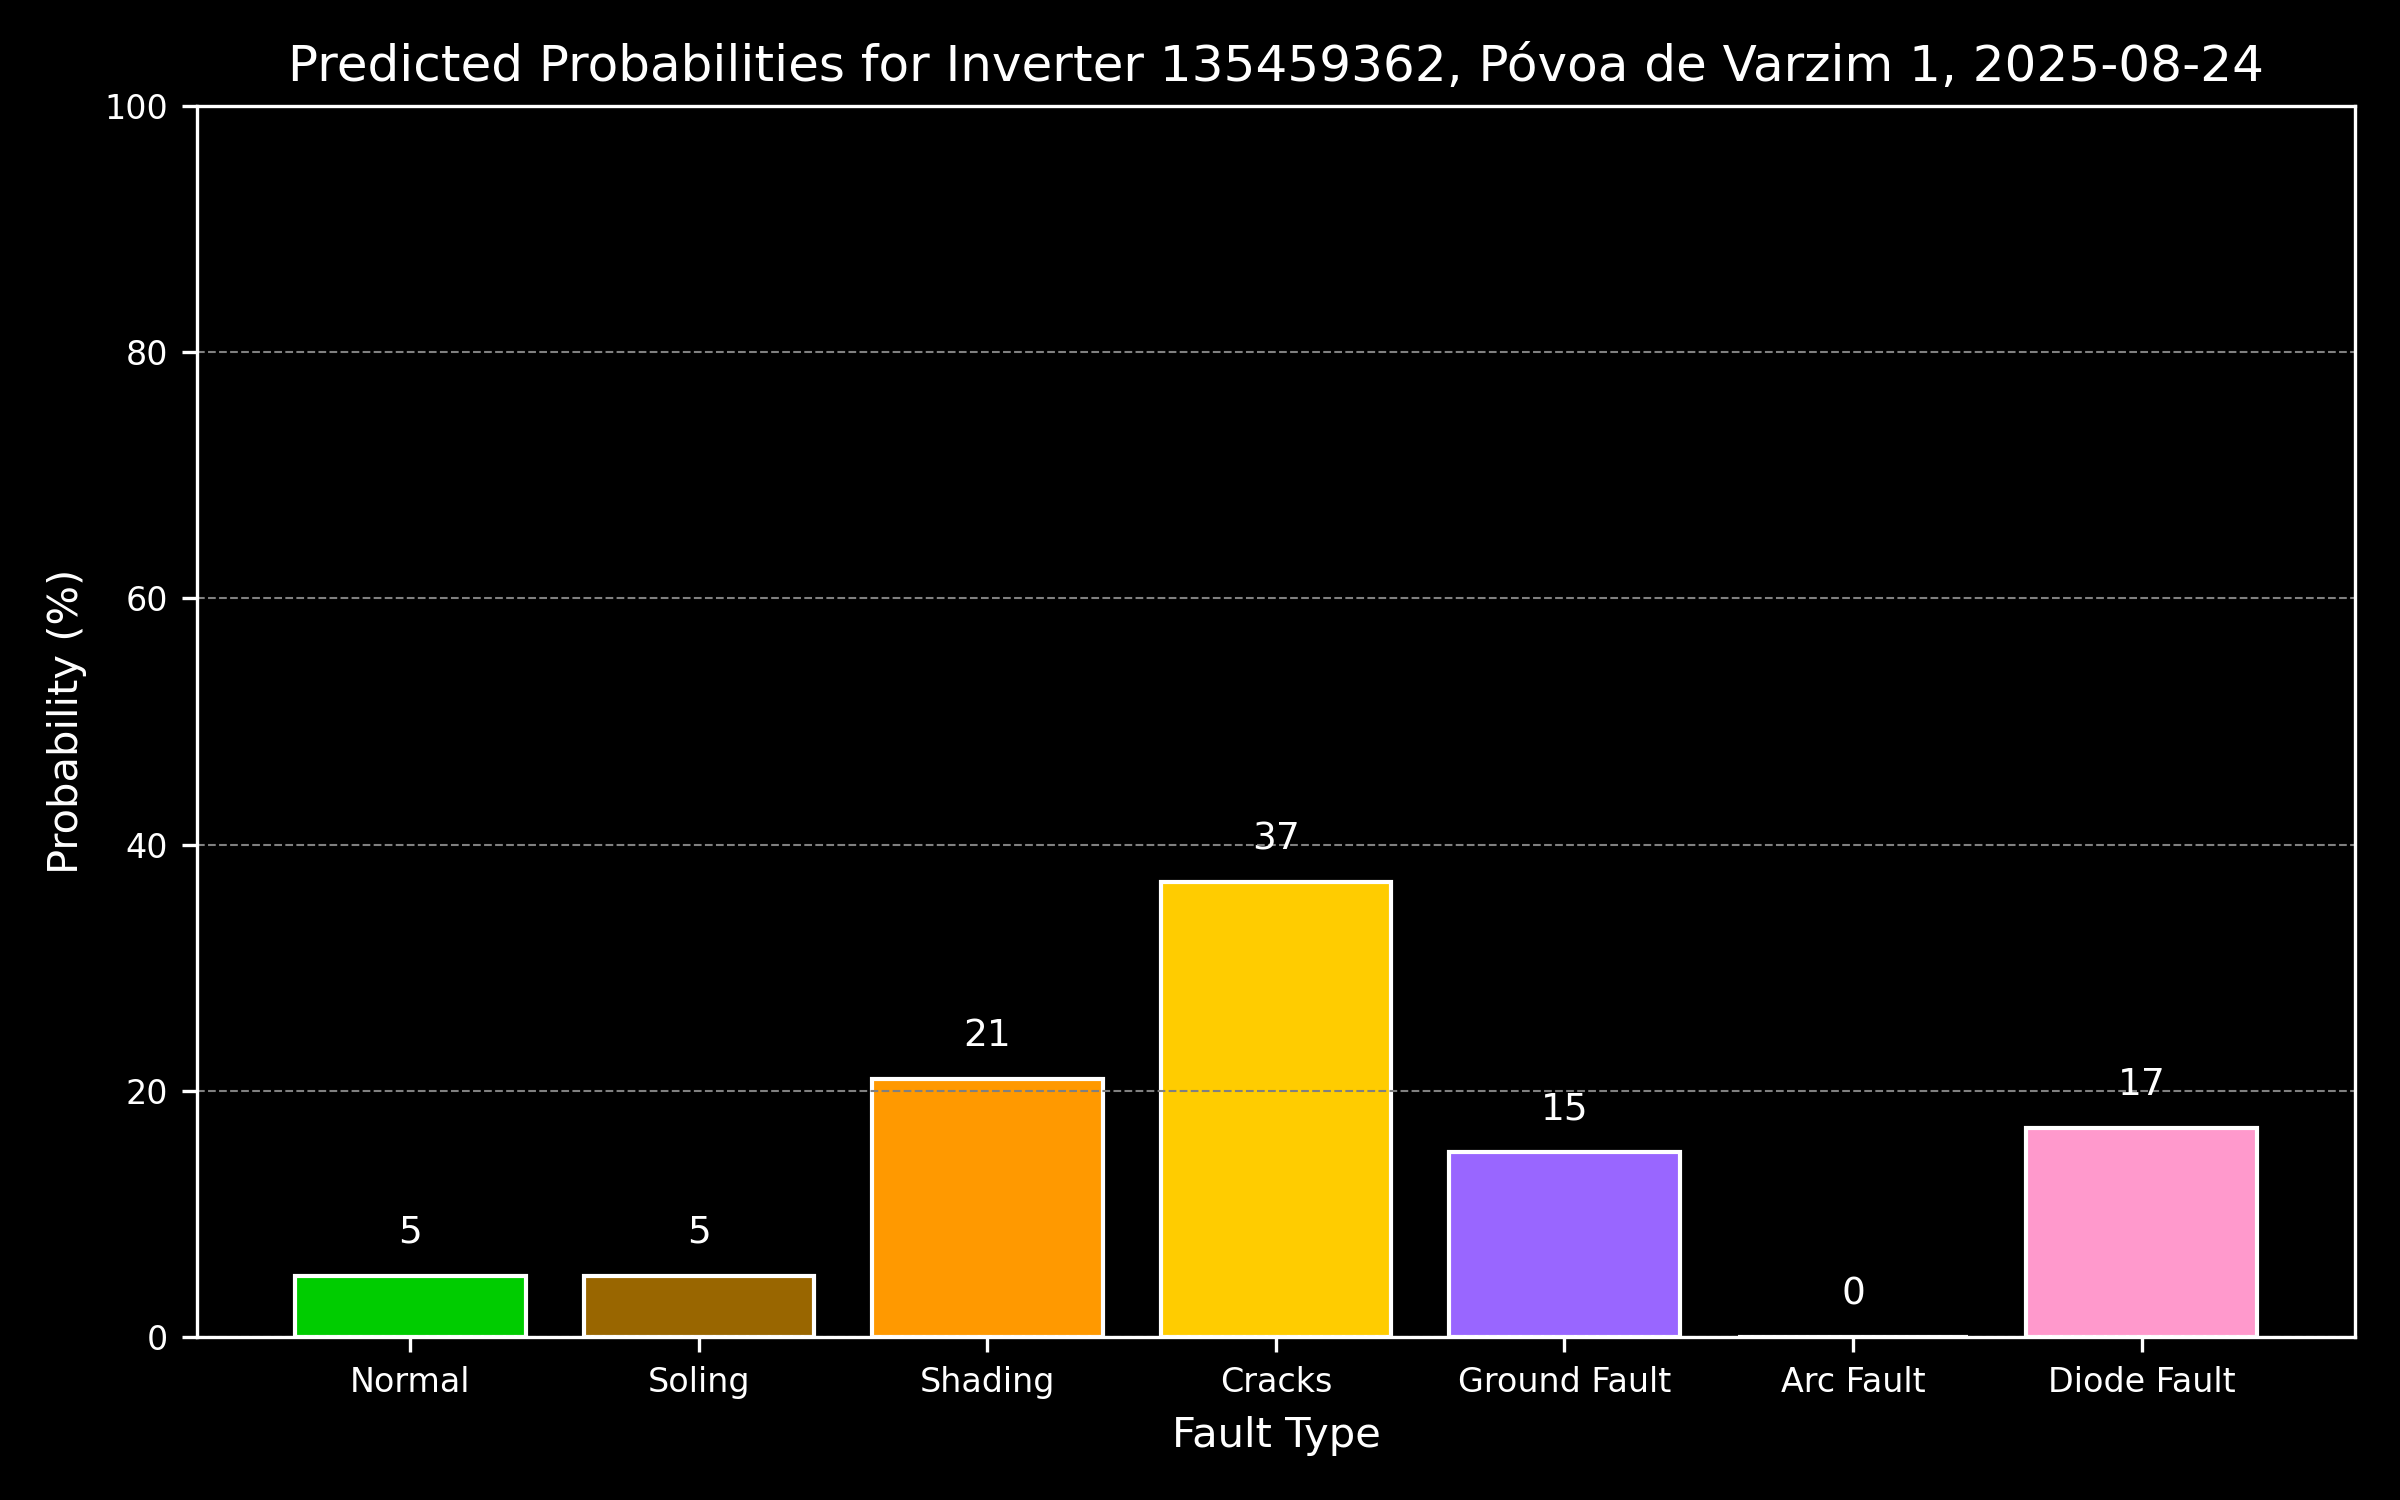 Predicted Probabilities for Inverter 135459362, Póvoa de Varzim 1, 2025-08-24
Probability (%)
100
80
60
40
20
0
5
5
21
37
15
0
17
Normal
Soling
Shading
Cracks
Ground Fault
Arc Fault
Diode Fault
Fault Type